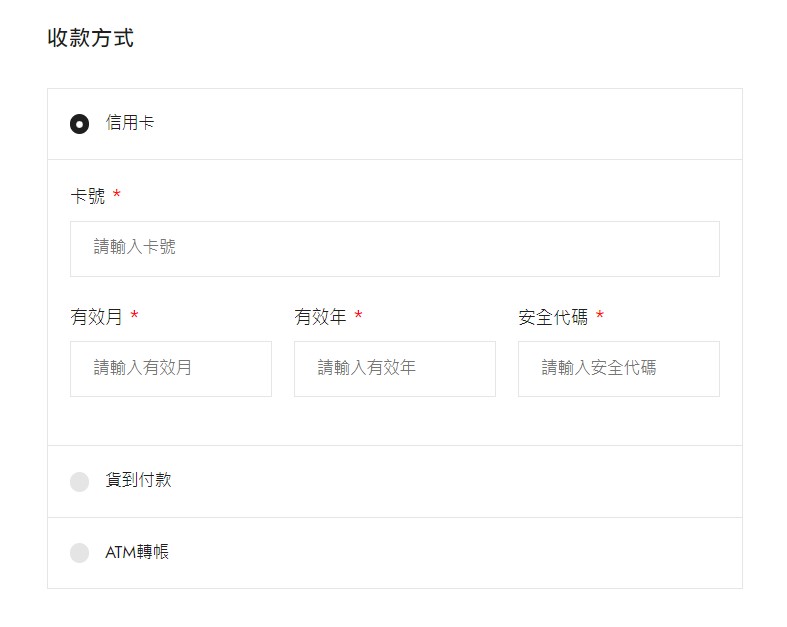 收款方式
信用卡
卡號 *
請輸入卡號
有效月 * 有效年 * 安全代碼 *
請輸入有效月 請輸入有效年 請輸入安全代碼
貨到付款
ATM轉帳